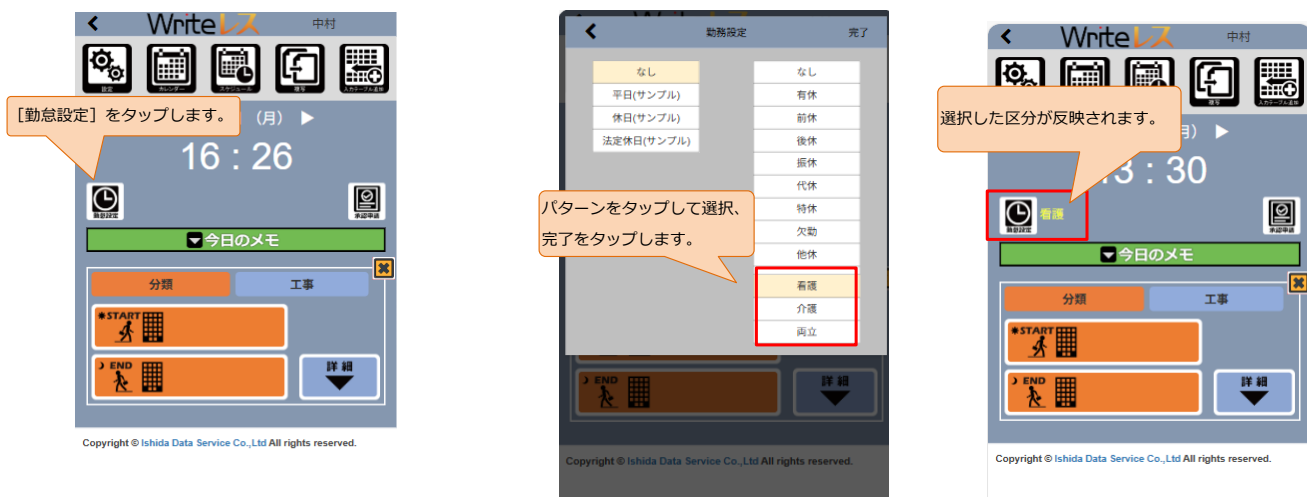 Writeレス
中村
設定
カレンダー
スケジュール
複写
入力テーブル追加
［勤怠設定］をタップします。
（月） ▶
16 : 26
勤怠設定
承認申請
▼今日のメモ
分類
工事
START
END
詳細
Copyright © Ishida Data Service Co.,Ltd All rights reserved.
勤務設定
完了
なし
平日(サンプル)
休日(サンプル)
法定休日(サンプル)
なし
有休
前休
後休
振休
代休
特休
欠勤
他休
看護
介護
両立
パターンをタップして選択、
完了をタップします。
END
詳細
Copyright © Ishida Data Service Co.,Ltd All rights reserved.
Writeレス
中村
複写
入力テーブル追加
選択した区分が反映されます。
月） ▶
3 : 30
勤怠設定
看護
承認申請
▼今日のメモ
分類
工事
START
END
詳細
Copyright © Ishida Data Service Co.,Ltd All rights reserved.